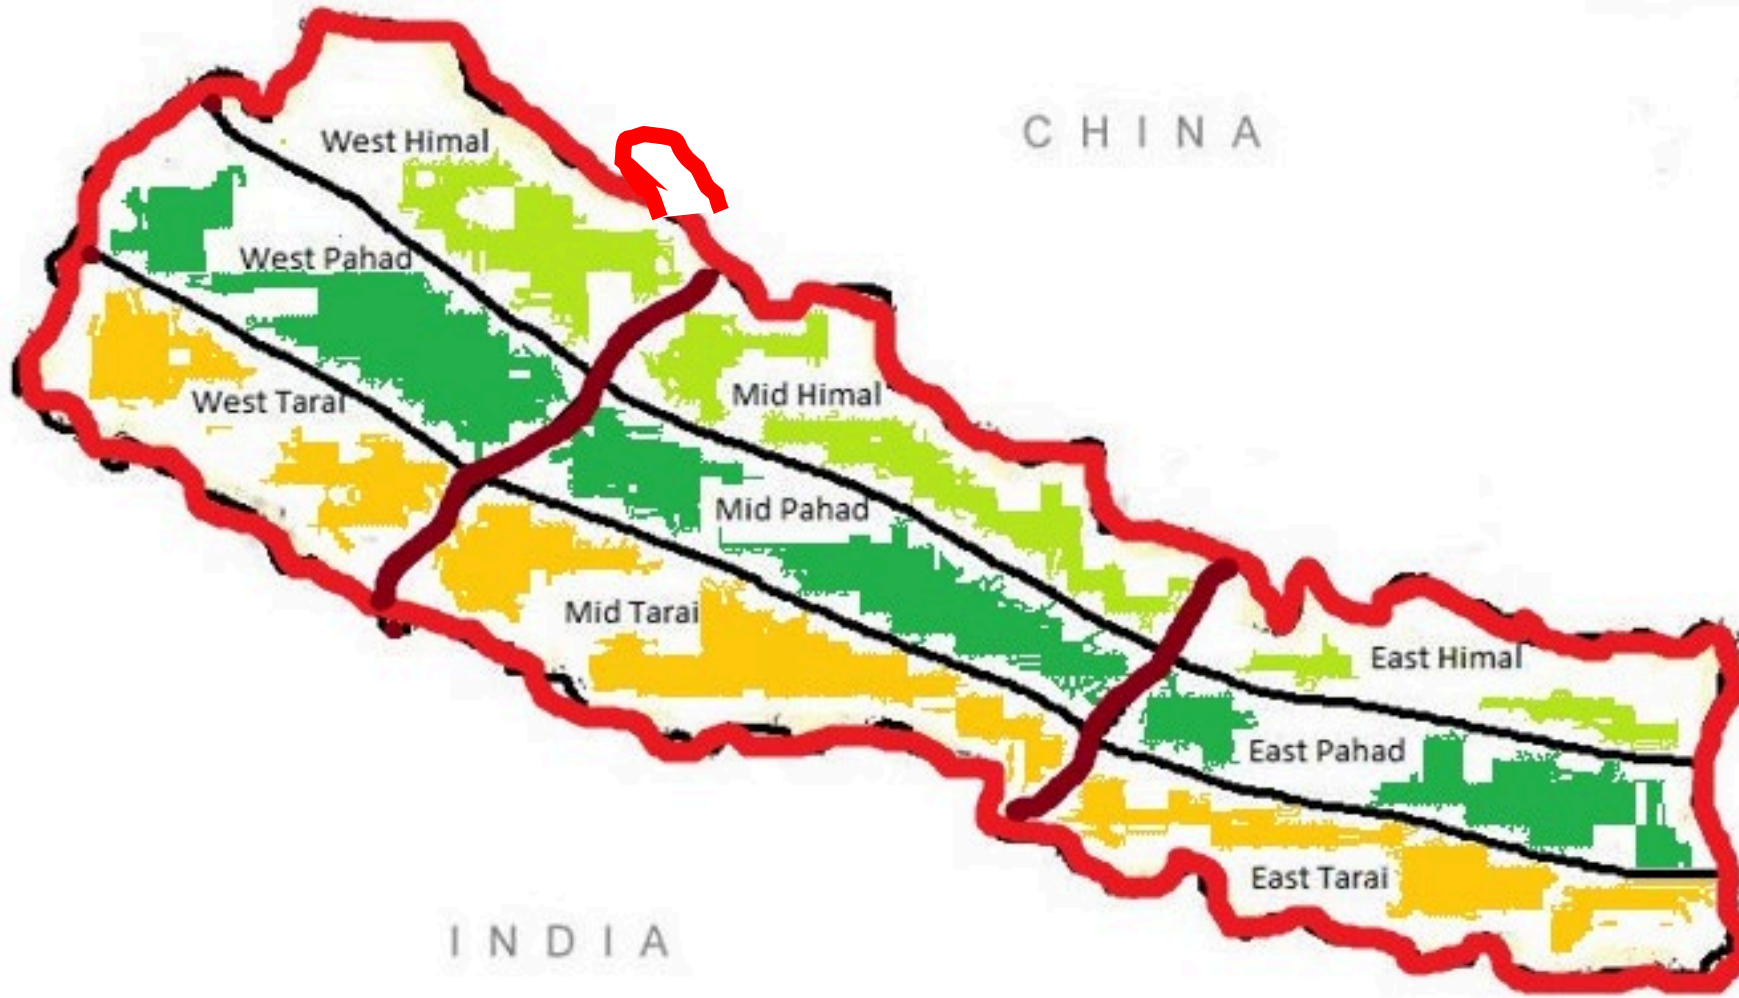 CHINA
West Himal
West Pahad
West Tarai
Mid Himal
Mid Pahad
Mid Tarai
East Himal
East Pahad
East Tarai
INDIA